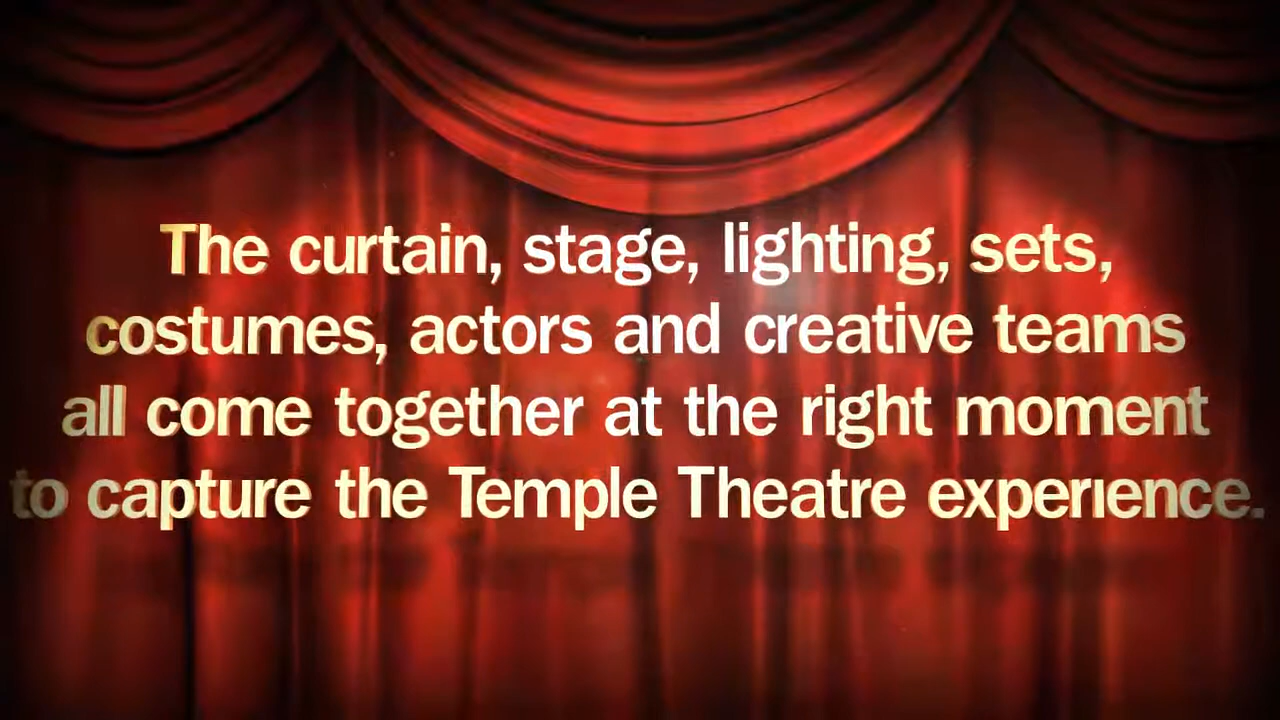 The curtain, stage, lighting, sets,
costumes, actors and creative teams
all come together at the right moment
to capture the Temple Theatre experience.